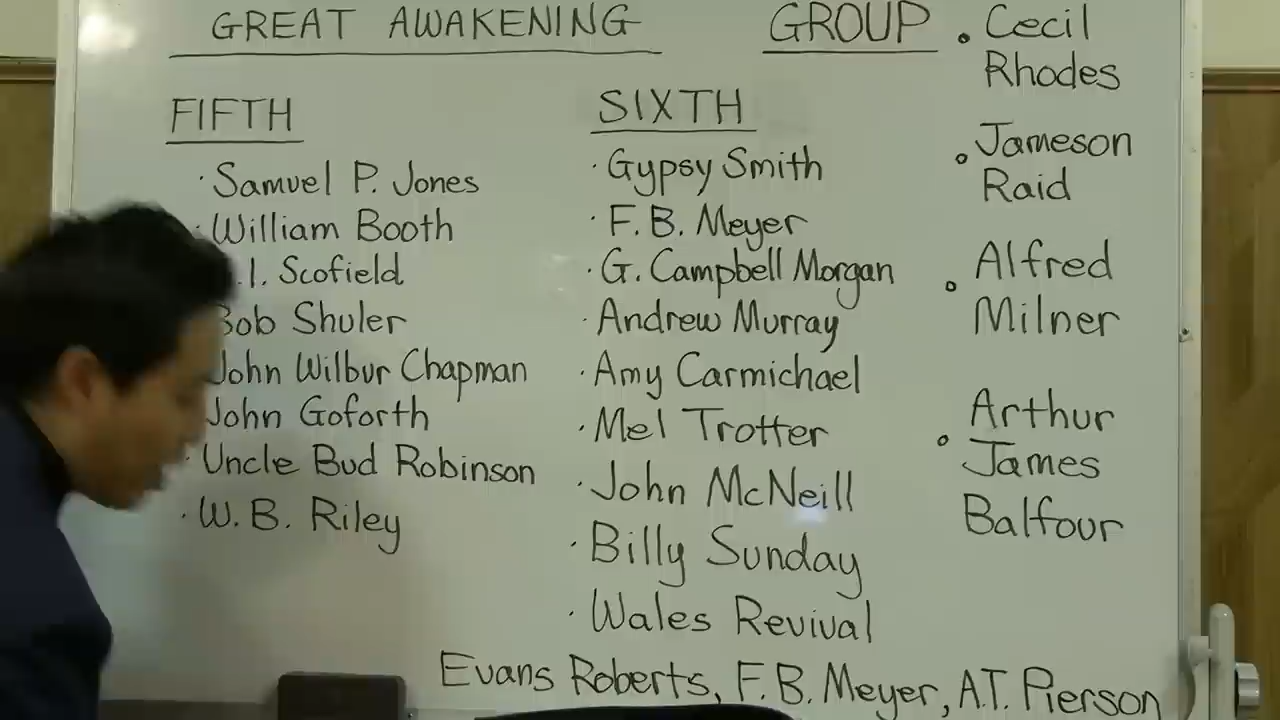 GREAT AWAKENING
FIFTH
· Samuel P. Jones
· William Booth
.I. Scofield
Bob Shuler
John Wilbur Chapman
John Goforth
· Uncle Bud Robinson
· W. B. Riley
SIXTH
· Gypsy Smith
· F. B. Meyer
· G. Campbell Morgan
· Andrew Murray
· Amy Carmichael
· Mel Trotter
· John McNeill
· Billy Sunday
· Wales Revival
Evans Roberts, F.B. Meyer, A.T. Pierson
GROUP
• Cecil
Rhodes
• Jameson
Raid
• Alfred
Milner
• Arthur
James
Balfour